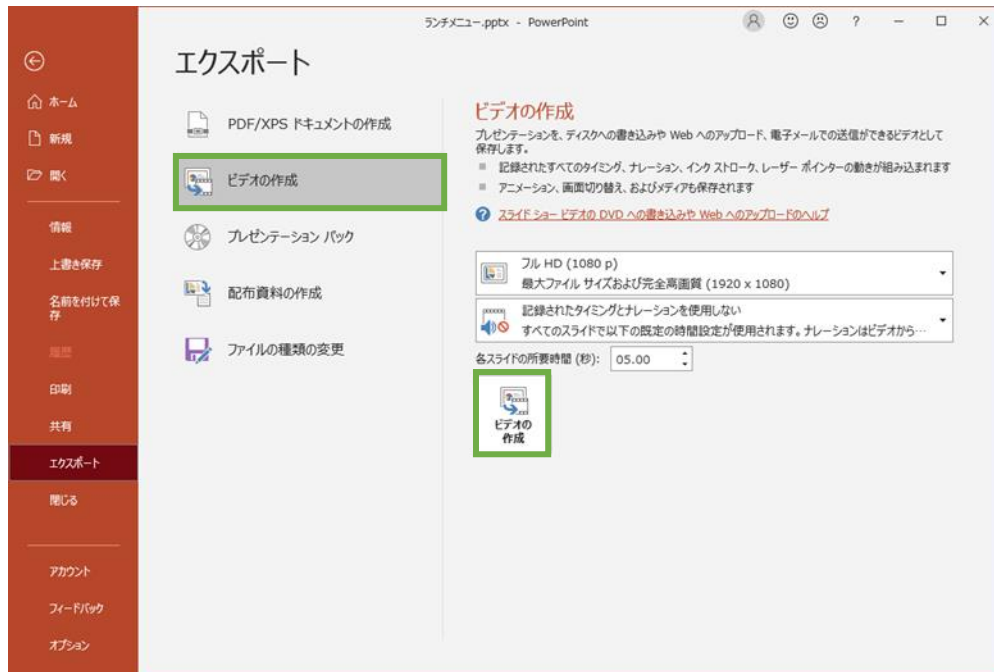 ランチメニュー.pptx - PowerPoint
?
エクスポート
ホーム
新規
開く
情報
上書き保存
名前を付けて保
存
履歴
印刷
共有
エクスポート
閉じる
アカウント
フィードバック
オプション
PDF/XPS ドキュメントの作成
ビデオの作成
プレゼンテーション パック
配布資料の作成
ファイルの種類の変更
ビデオの作成
プレゼンテーションを、ディスクへの書き込みや Web へのアップロード、電子メールでの送信ができるビデオとして
保存します。
記録されたすべてのタイミング、ナレーション、インク ストローク、レーザー ポインターの動きが組み込まれます
アニメーション、画面切り替え、およびメディアも保存されます
スライド ショー ビデオの DVD への書き込みや Web へのアップロードのヘルプ
フル HD (1080 p)
最大ファイル サイズおよび完全高画質 (1920 x 1080)
記録されたタイミングとナレーションを使用しない
すべてのスライドで以下の既定の時間設定が使用されます。ナレーションはビデオから…
各スライドの所要時間 (秒): 05.00
ビデオの
作成